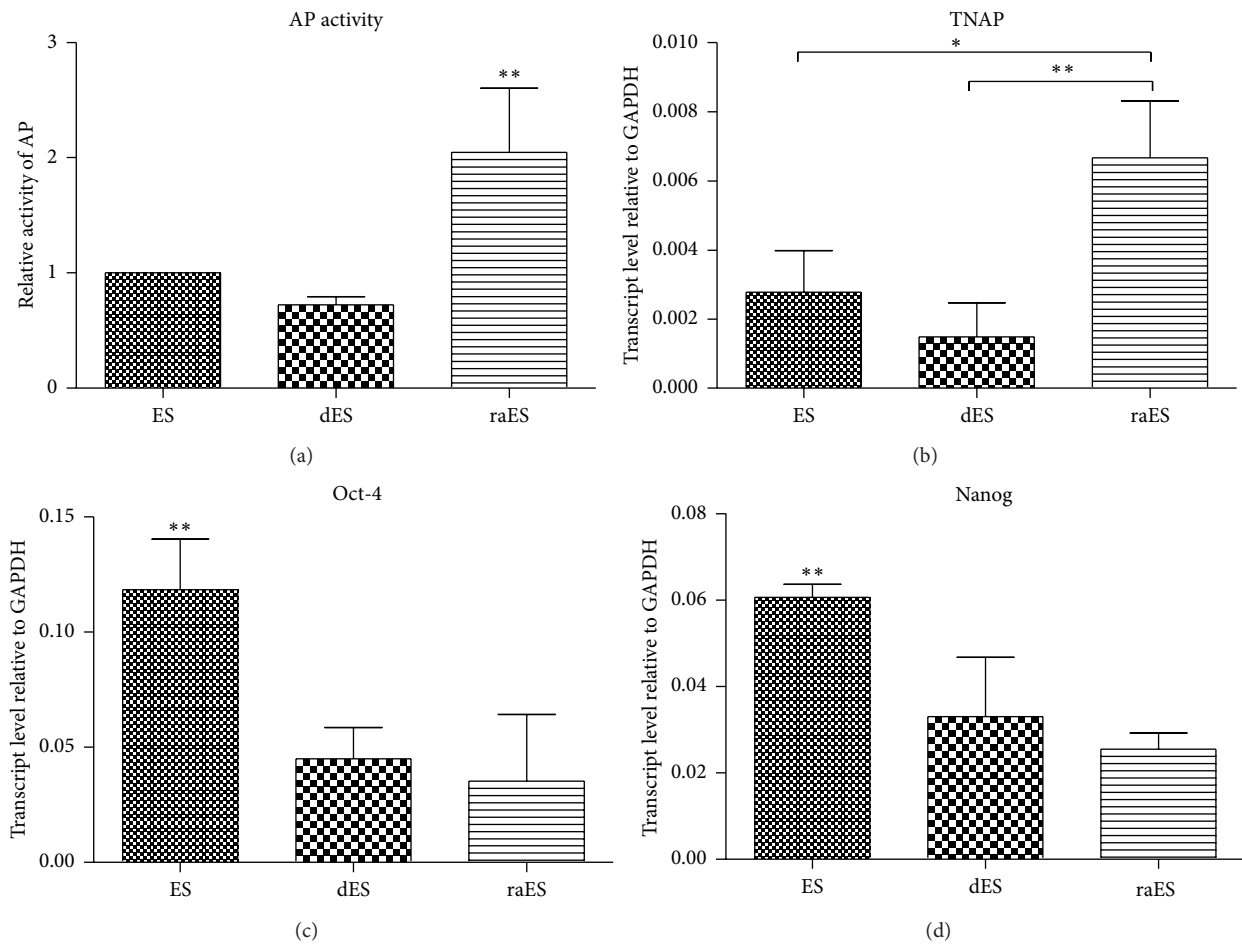 AP activity
Relative activity of AP
3
2
1
0
**
ES
dES
raES
(a)
TNAP
Transcript level relative to GAPDH
0.010
0.008
0.006
0.004
0.002
0.000
*
**
ES
dES
raES
(b)
Oct-4
Transcript level relative to GAPDH
0.15
0.10
0.05
0.00
**
ES
dES
raES
(c)
Nanog
Transcript level relative to GAPDH
0.08
0.06
0.04
0.02
0.00
**
ES
dES
raES
(d)